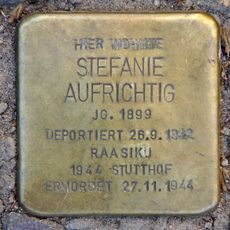 HIER WOHNTE
STEFANIE
AUFRICHTIG
JG. 1899
DEPORTIERT 26.9.1942
RAASIKU
1944 STUTTHOF
ERMORDET 27.11.1944